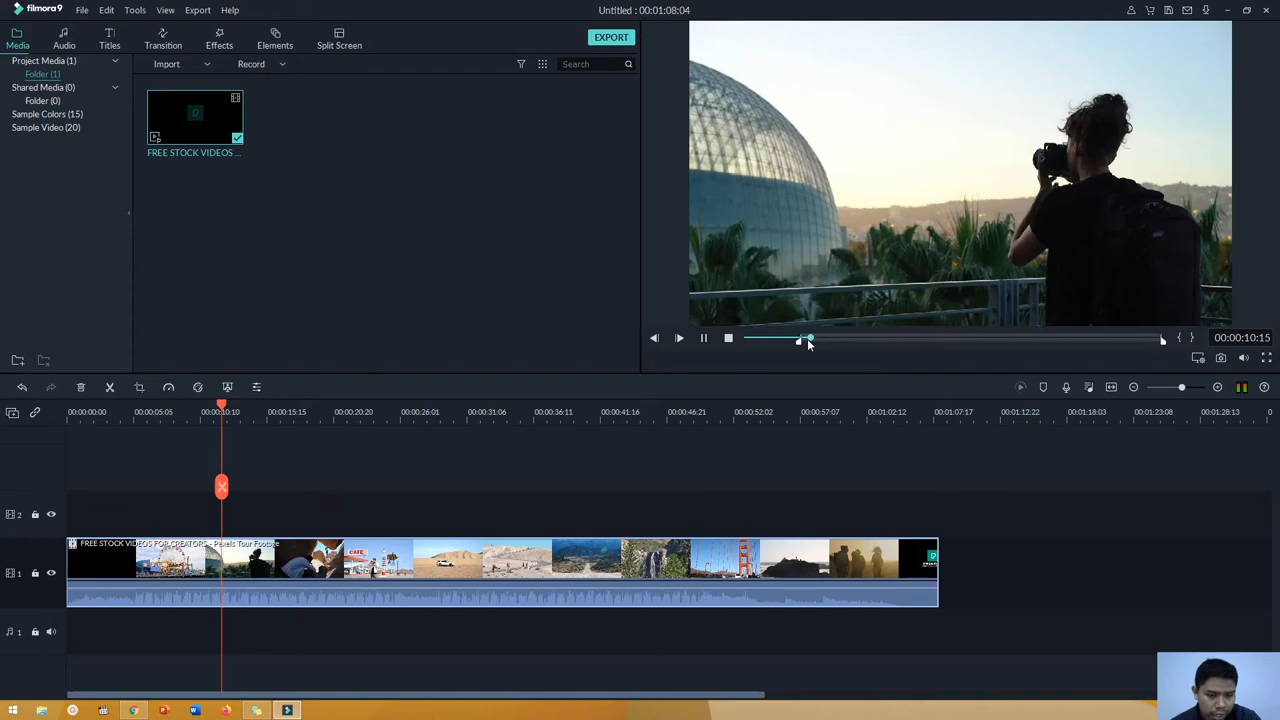 filmora9 File Edit Tools View Export Help Untitled : 00:01:08:04
Media Audio Titles Transition Effects Elements Split Screen EXPORT
Project Media (1) Import Record Search
Folder (1)
Shared Media (0)
Folder (0)
Sample Colors (15)
Sample Video (20)
FREE STOCK VIDEOS ...
00:00:10:15
00:00:00:00 00:00:05:05 00:00:10:10 00:00:15:15 00:00:20:20 00:00:26:01 00:00:31:06 00:00:36:11 00:00:41:16 00:00:46:21 00:00:52:02 00:00:57:07 00:01:02:12 00:01:07:17 00:01:12:22 00:01:18:03 00:01:23:08 00:01:28:13 0
2
FREE STOCK VIDEOS FOR CREATORS - Pexels Tour Footage
CAFE
1
1